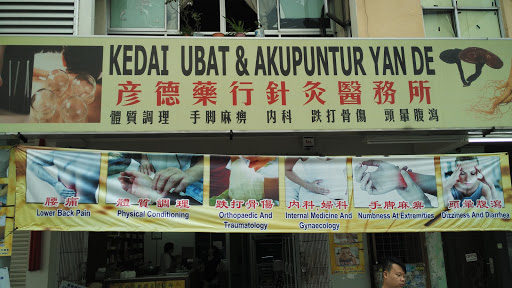 KEDAI UBAT & AKUPUNTUR YAN DE
彦德藥行針灸醫務所
體質調理 手腳麻痹 內科 跌打骨傷 頭暈腹瀉
腰痛 體質調理 跌打骨傷 內科·婦科 手腳麻痹 頭暈腹瀉
Lower Back Pain Physical Conditioning Orthopaedic And Traumatology Internal Medicine And Gynaecology Numbness At Extremities Dizziness And Diarrhea